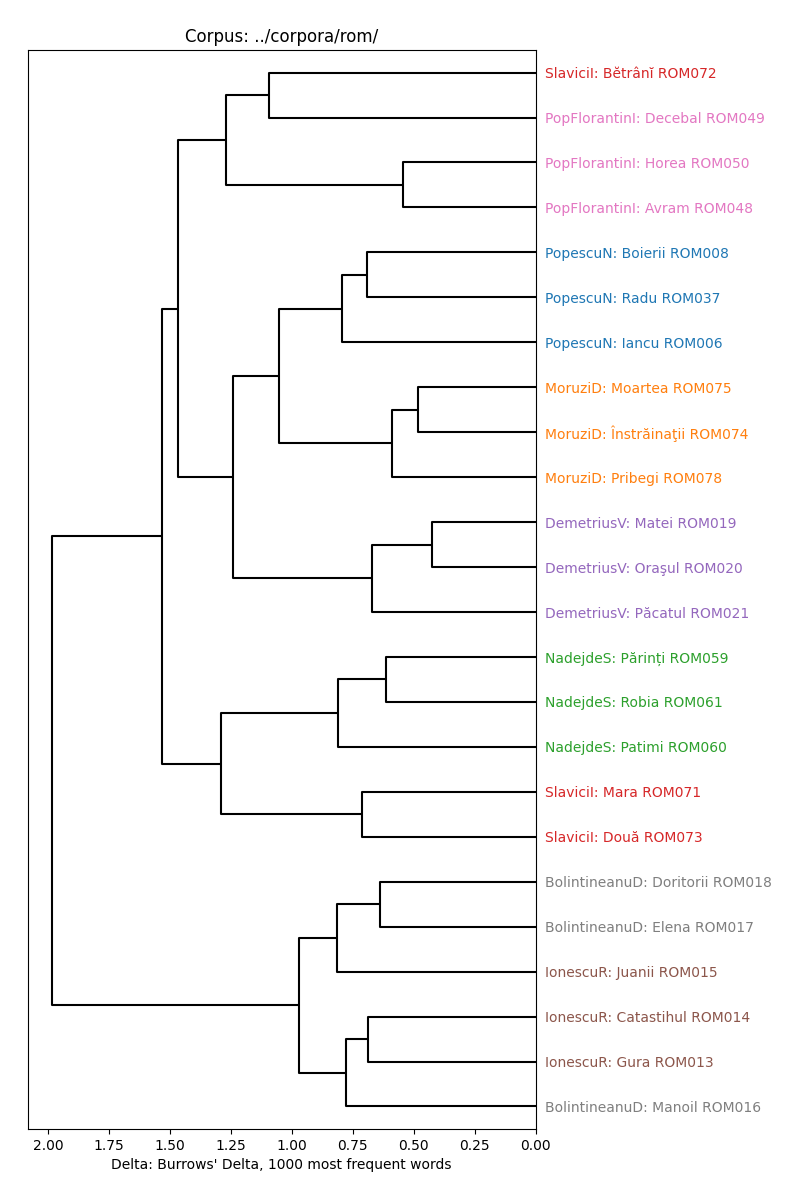 Corpus: ../corpora/rom/
SlaviciI: Bĕtrânĭ ROM072
PopFlorantinI: Decebal ROM049
PopFlorantinI: Horea ROM050
PopFlorantinI: Avram ROM048
PopescuN: Boierii ROM008
PopescuN: Radu ROM037
PopescuN: Iancu ROM006
MoruziD: Moartea ROM075
MoruziD: Înstrăinaţii ROM074
MoruziD: Pribegi ROM078
DemetriusV: Matei ROM019
DemetriusV: Oraşul ROM020
DemetriusV: Păcatul ROM021
NadejdeS: Părinți ROM059
NadejdeS: Robia ROM061
NadejdeS: Patimi ROM060
SlaviciI: Mara ROM071
SlaviciI: Două ROM073
BolintineanuD: Doritorii ROM018
BolintineanuD: Elena ROM017
IonescuR: Juanii ROM015
IonescuR: Catastihul ROM014
IonescuR: Gura ROM013
BolintineanuD: Manoil ROM016
2.00 1.75 1.50 1.25 1.00 0.75 0.50 0.25 0.00
Delta: Burrows' Delta, 1000 most frequent words